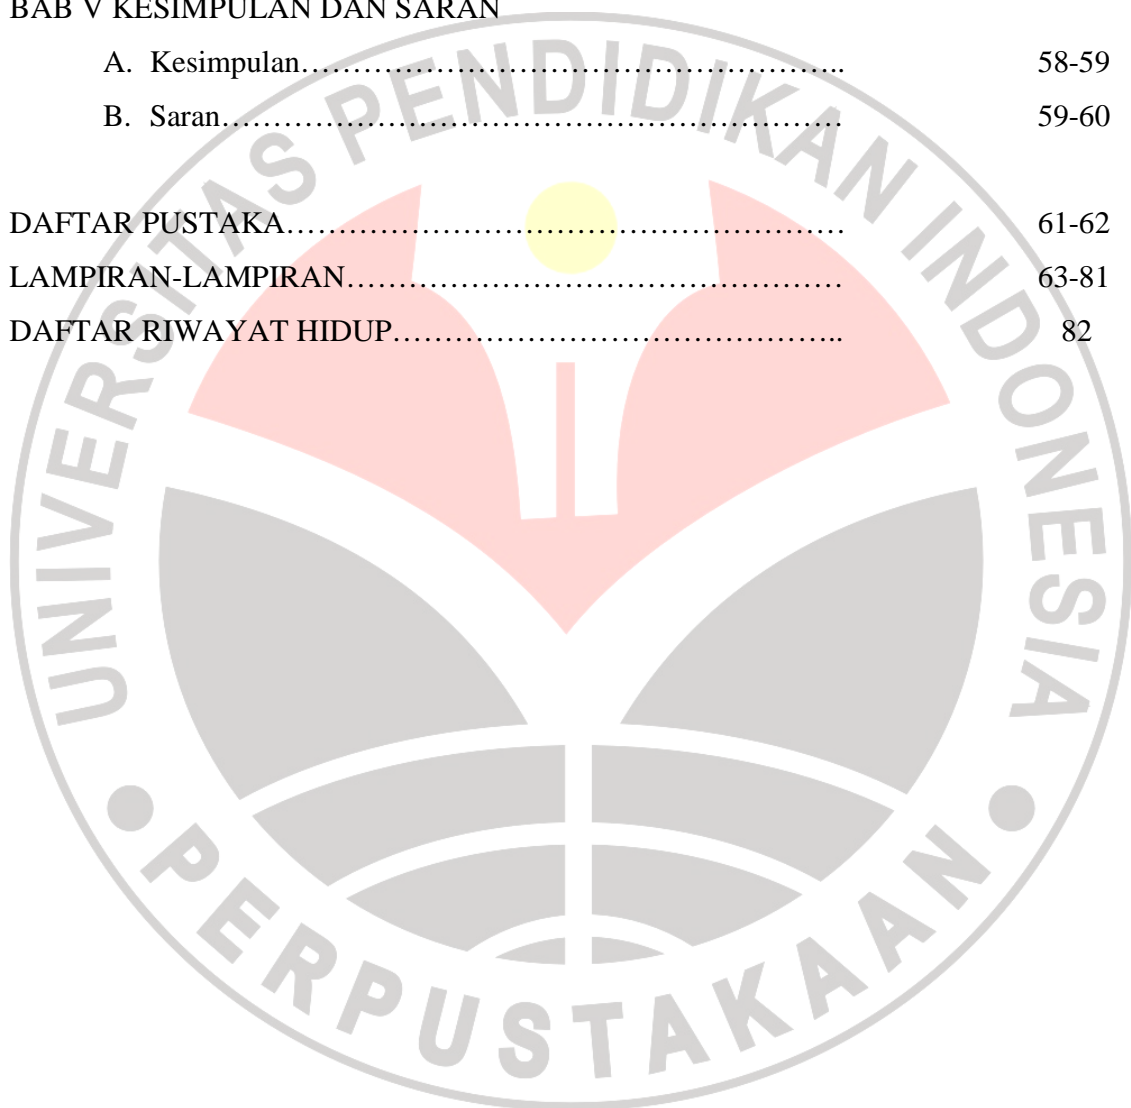 BAB V KESIMPULAN DAN SARAN
A. Kesimpulan…………………………………………….. 58-59
B. Saran…………………………………………………… 59-60
DAFTAR PUSTAKA……………………………………………… 61-62
LAMPIRAN-LAMPIRAN………………………………………… 63-81
DAFTAR RIWAYAT HIDUP…………………………………….. 82
UNIVERSITAS PENDIDIKAN INDONESIA
PERPUSTAKAAN